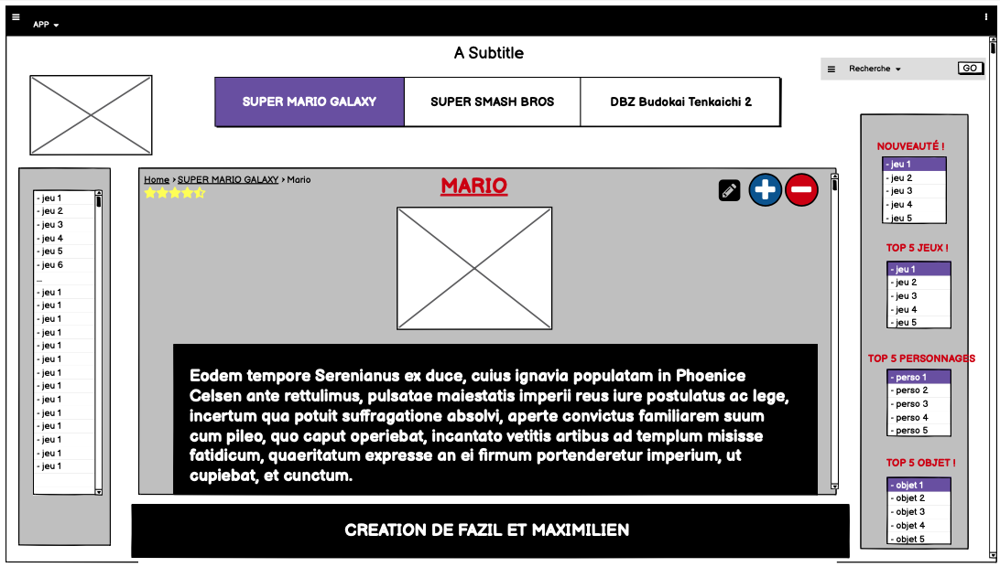 APP
A Subtitle
Recherche
GO
SUPER MARIO GALAXY
SUPER SMASH BROS
DBZ Budokai Tenkaichi 2
- jeu 1
- jeu 2
- jeu 3
- jeu 4
- jeu 5
- jeu 6
...
- jeu 1
- jeu 1
- jeu 1
- jeu 1
- jeu 1
- jeu 1
- jeu 1
- jeu 1
- jeu 1
- jeu 1
- jeu 1
- jeu 1
- jeu 1
- jeu 1
Home › SUPER MARIO GALAXY › Mario
MARIO
Eodem tempore Serenianus ex duce, cuius ignavia populatam in Phoenice
Celsen ante rettulimus, pulsatae maiestatis imperii reus iure postulatus ac lege,
incertum qua potuit suffragatione absolvi, aperte convictus familiarem suum
cum pileo, quo caput operiebat, incantato vetitis artibus ad templum misisse
fatidicum, quaeritatum expresse an ei firmum portenderetur imperium, ut
cupiebat, et cunctum.
NOUVEAUTÉ !
- jeu 1
- jeu 2
- jeu 3
- jeu 4
- jeu 5
TOP 5 JEUX !
- jeu 1
- jeu 2
- jeu 3
- jeu 4
- jeu 5
TOP 5 PERSONNAGES
- perso 1
- perso 2
- perso 3
- perso 4
- perso 5
TOP 5 OBJET !
- objet 1
- objet 2
- objet 3
- objet 4
- objet 5
CREATION DE FAZIL ET MAXIMILIEN